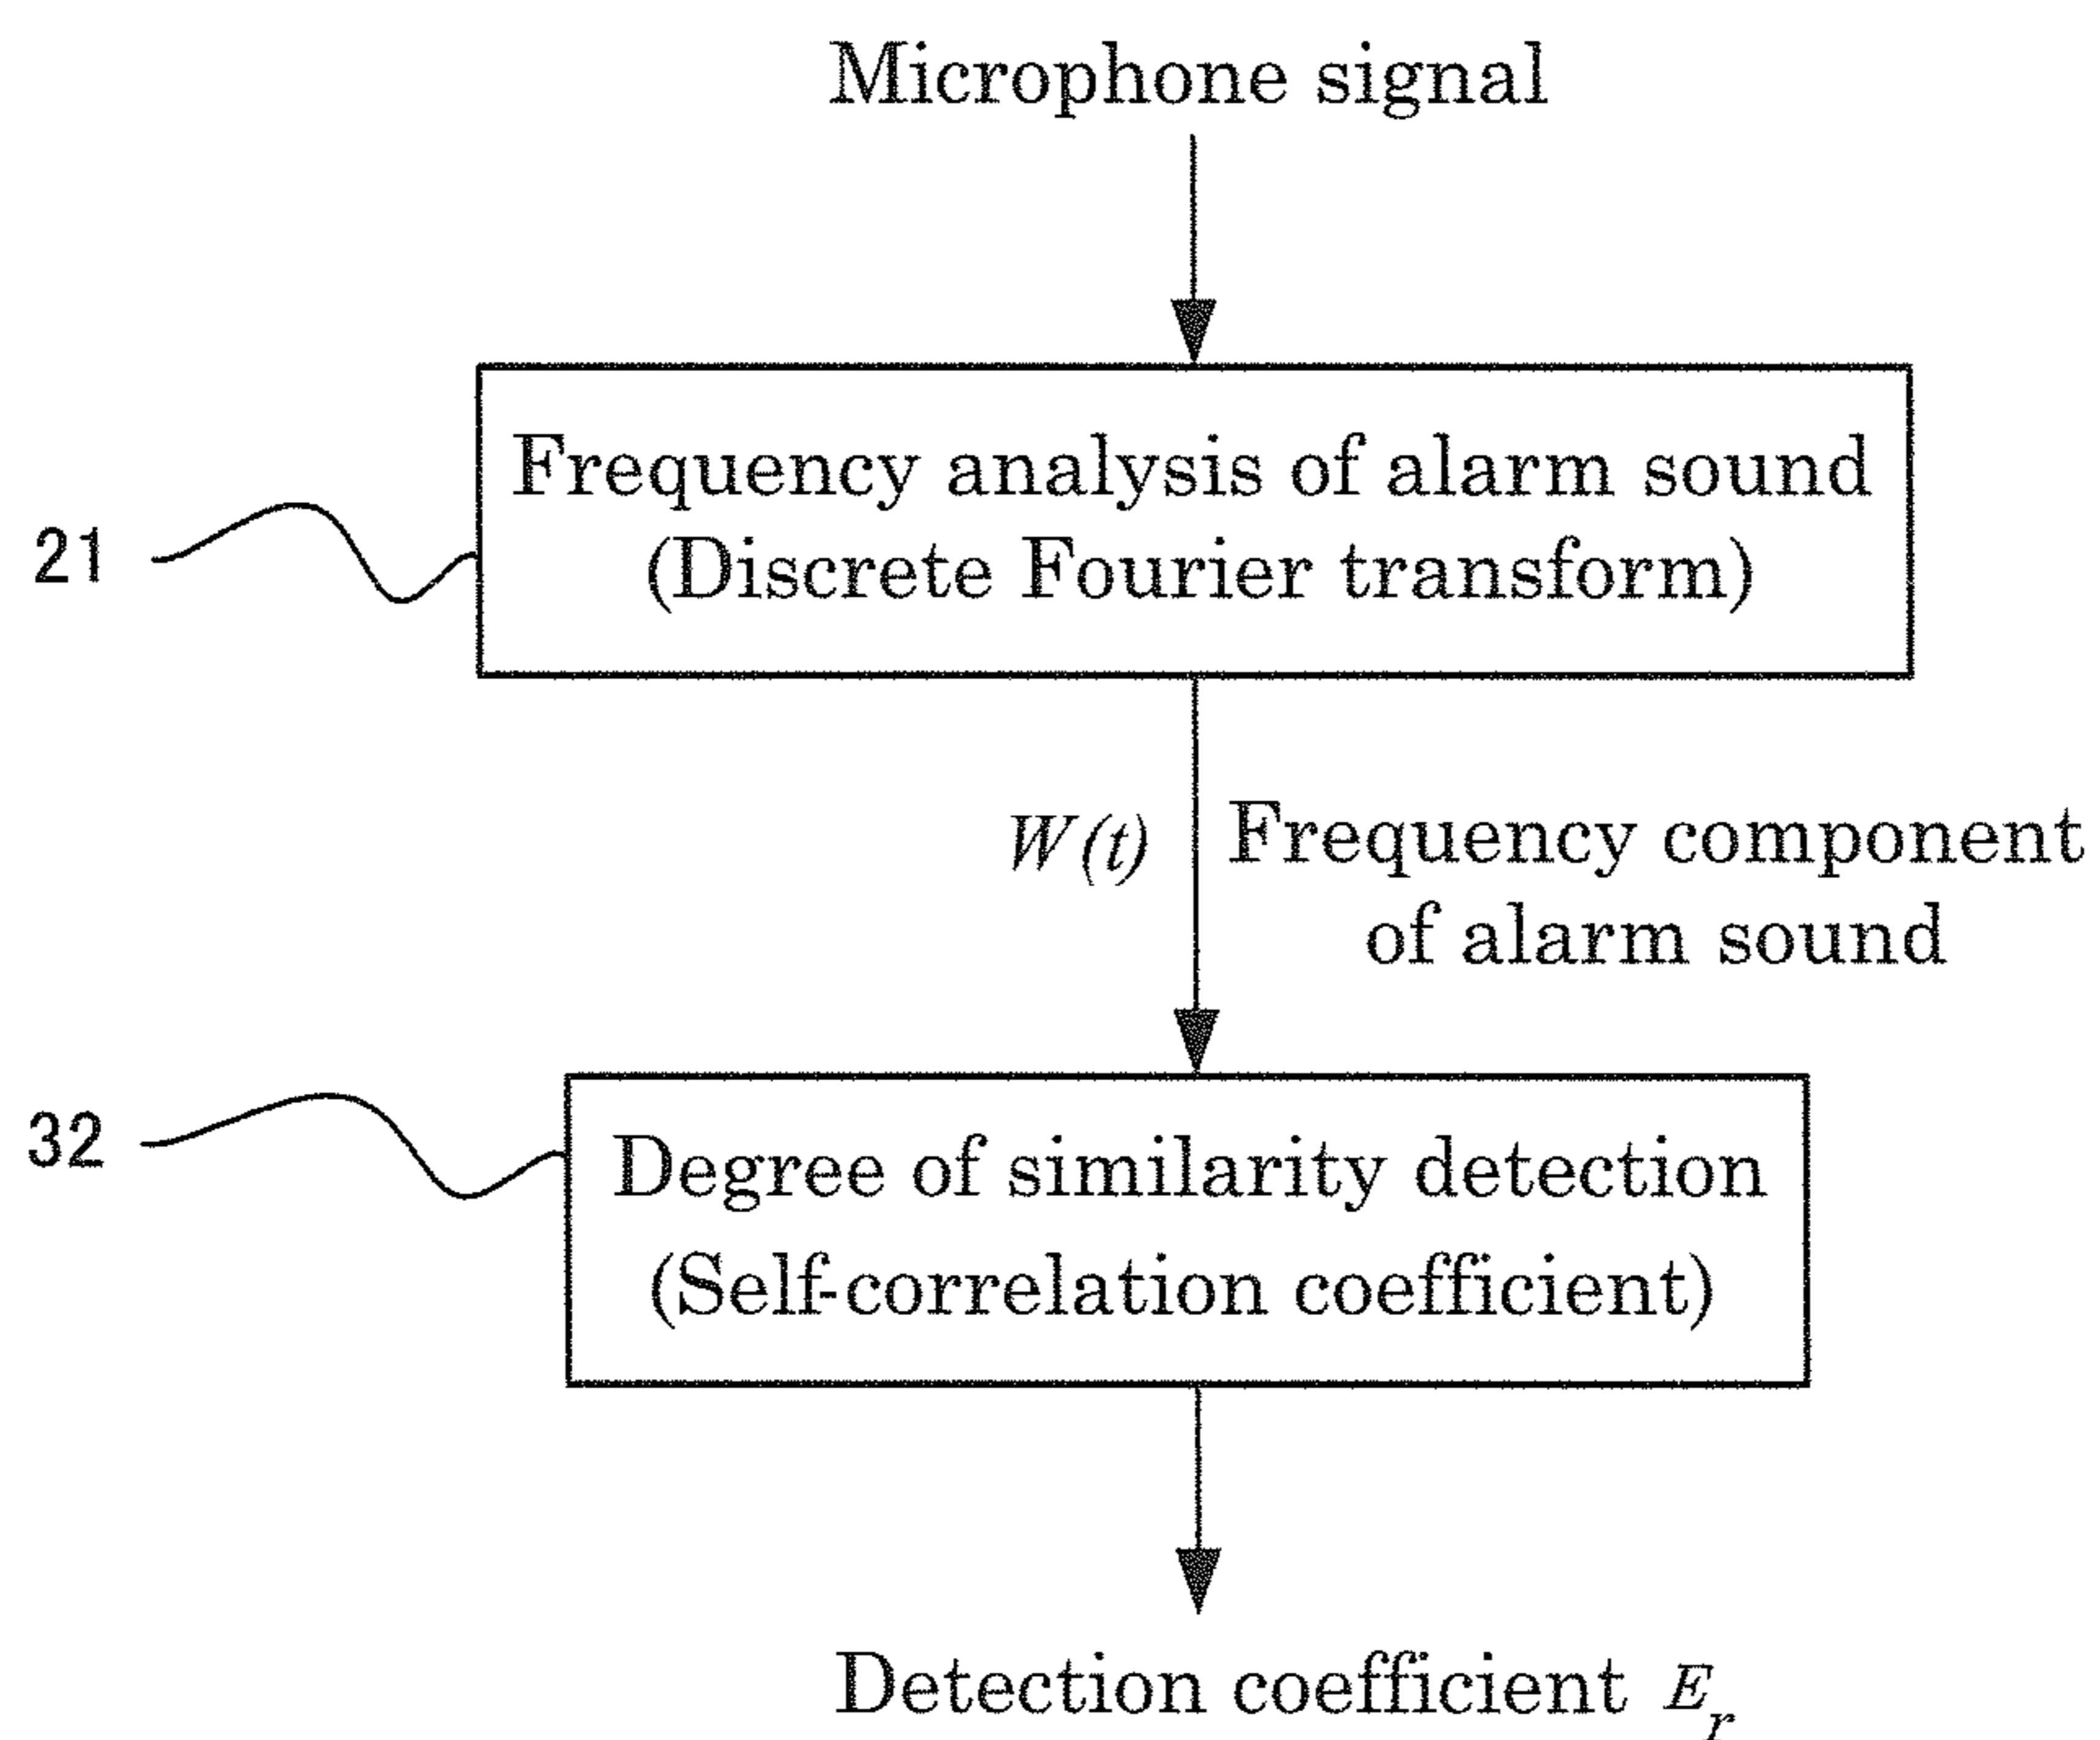 Microphone signal
Frequency analysis of alarm sound
(Discrete Fourier transform)
21
W(t)
Frequency component
of alarm sound
32
Degree of similarity detection
(Self-correlation coefficient)
Detection coefficient E_r